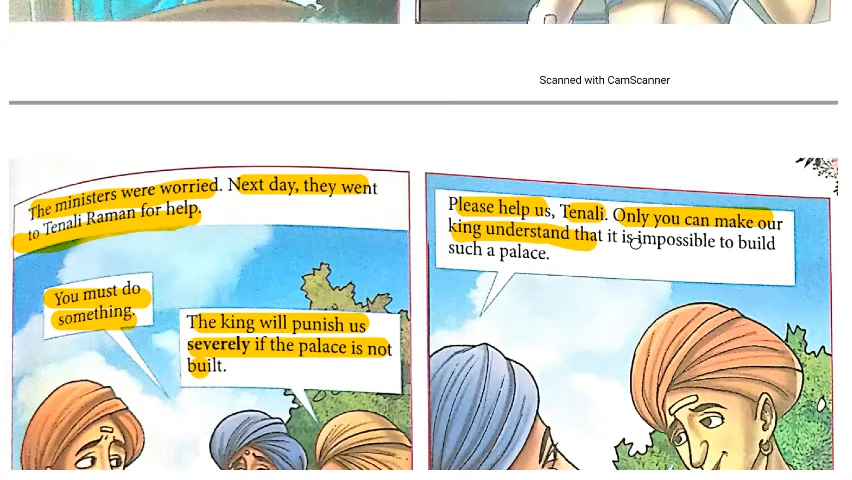 Scanned with CamScanner
The ministers were worried. Next day, they went
to Tenali Raman for help.
You must do
something.
The king will punish us
severely if the palace is not
built.
Please help us, Tenali. Only you can make our
king understand that it is impossible to build
such a palace.